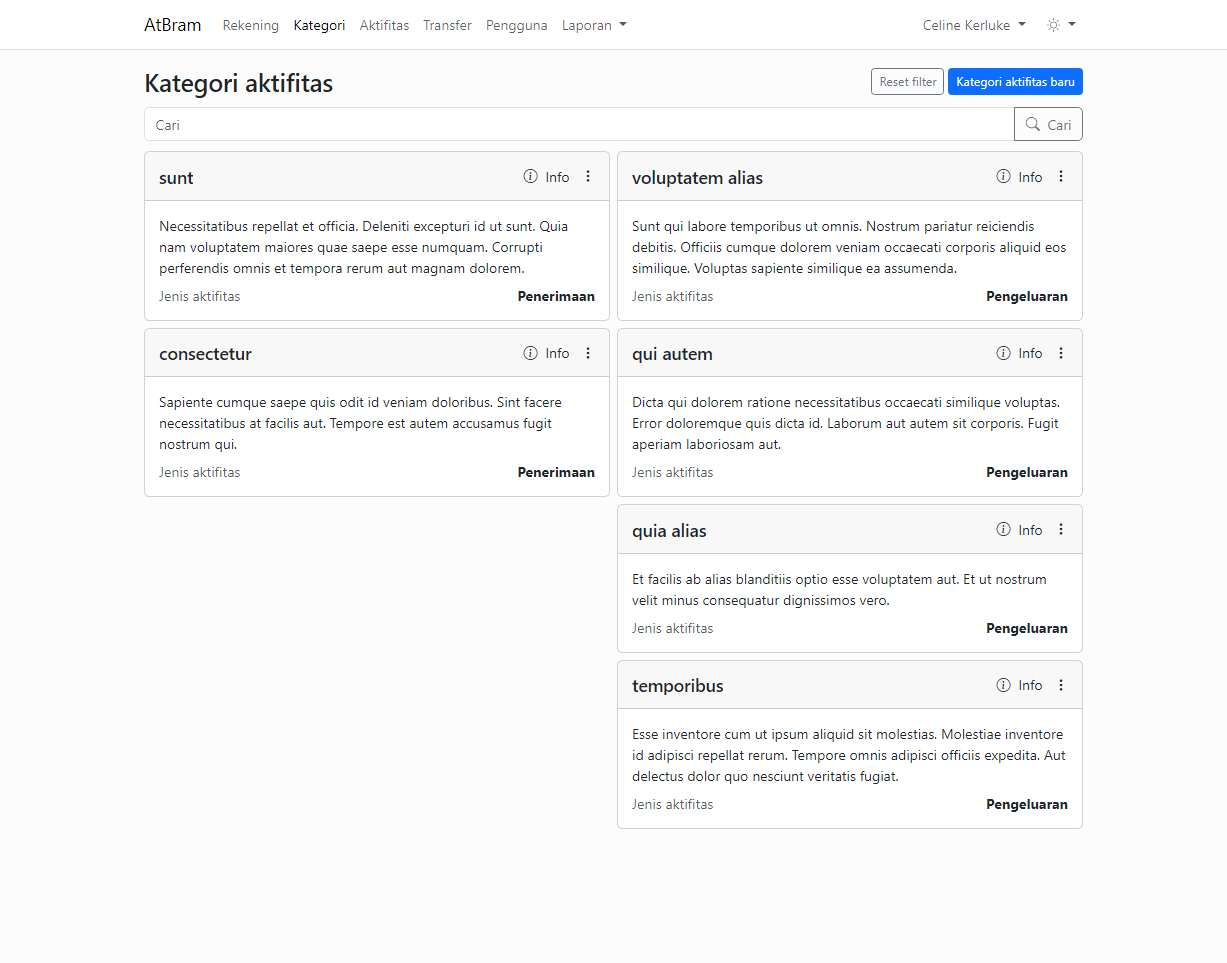 AtBram Rekening Kategori Aktifitas Transfer Pengguna Laporan Celine Kerluke
Kategori aktifitas Reset filter Kategori aktifitas baru
Cari Cari
sunt Info
Necessitatibus repellat et officia. Deleniti excepturi id ut sunt. Quia
nam voluptatem maiores quae saepe esse numquam. Corrupti
perferendis omnis et tempora rerum aut magnam dolorem.
Jenis aktifitas Penerimaan
consectetur Info
Sapiente cumque saepe quis odit id veniam doloribus. Sint facere
necessitatibus at facilis aut. Tempore est autem accusamus fugit
nostrum qui.
Jenis aktifitas Penerimaan
voluptatem alias Info
Sunt qui labore temporibus ut omnis. Nostrum pariatur reiciendis
debitis. Officiis cumque dolorem veniam occaecati corporis aliquid eos
similique. Voluptas sapiente similique ea assumenda.
Jenis aktifitas Pengeluaran
qui autem Info
Dicta qui dolorem ratione necessitatibus occaecati similique voluptas.
Error doloremque quis dicta id. Laborum aut autem sit corporis. Fugit
aperiam laboriosam aut.
Jenis aktifitas Pengeluaran
quia alias Info
Et facilis ab alias blanditiis optio esse voluptatem aut. Et ut nostrum
velit minus consequatur dignissimos vero.
Jenis aktifitas Pengeluaran
temporibus Info
Esse inventore cum ut ipsum aliquid sit molestias. Molestiae inventore
id adipisci repellat rerum. Tempore omnis adipisci officiis expedita. Aut
delectus dolor quo nesciunt veritatis fugiat.
Jenis aktifitas Pengeluaran